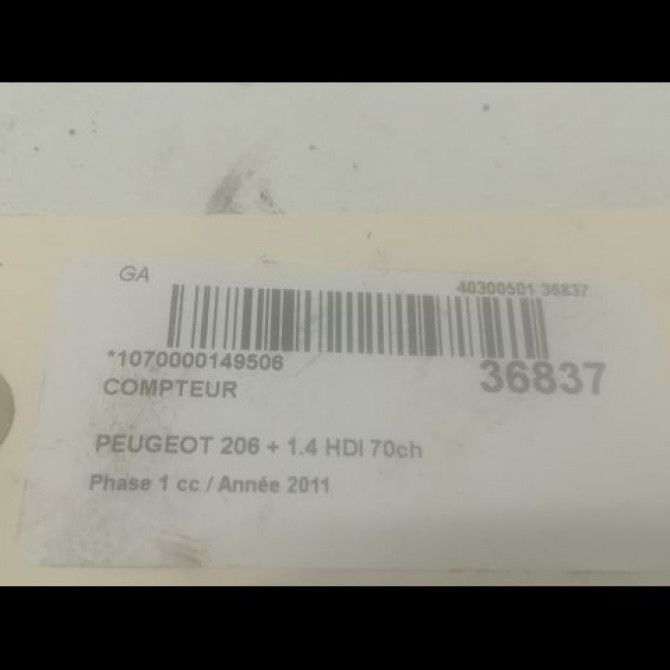 GA
40300501 36837
*1070000149506
36837
COMPTEUR
PEUGEOT 206 + 1.4 HDI 70ch
Phase 1 cc / Année 2011